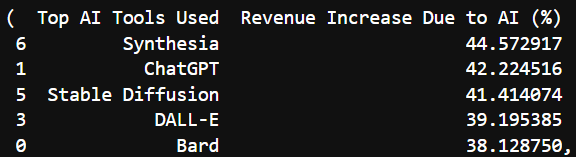 (  Top AI Tools Used  Revenue Increase Due to AI (%)
6         Synthesia                       44.572917
1           ChatGPT                       42.224516
5  Stable Diffusion                       41.414074
3            DALL-E                       39.195385
0              Bard                       38.128750,